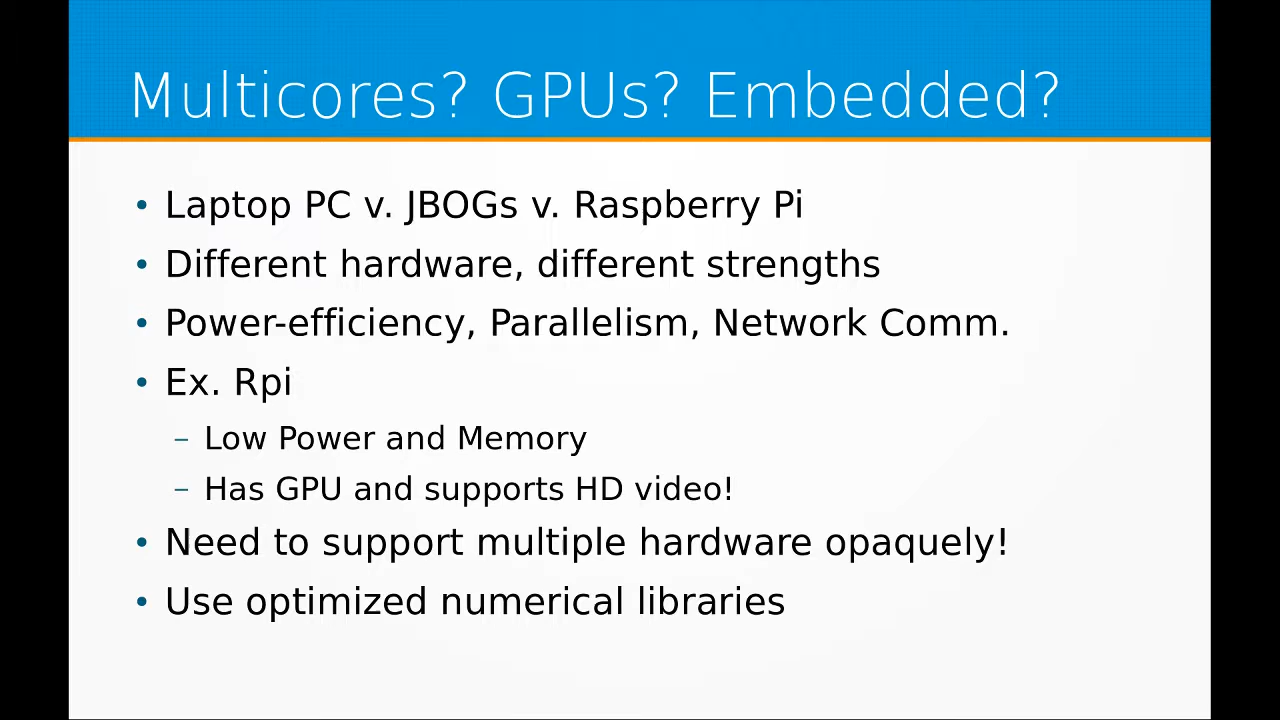 Multicores? GPUs? Embedded?
• Laptop PC v. JBOGs v. Raspberry Pi
• Different hardware, different strengths
• Power-efficiency, Parallelism, Network Comm.
• Ex. Rpi
– Low Power and Memory
– Has GPU and supports HD video!
• Need to support multiple hardware opaquely!
• Use optimized numerical libraries